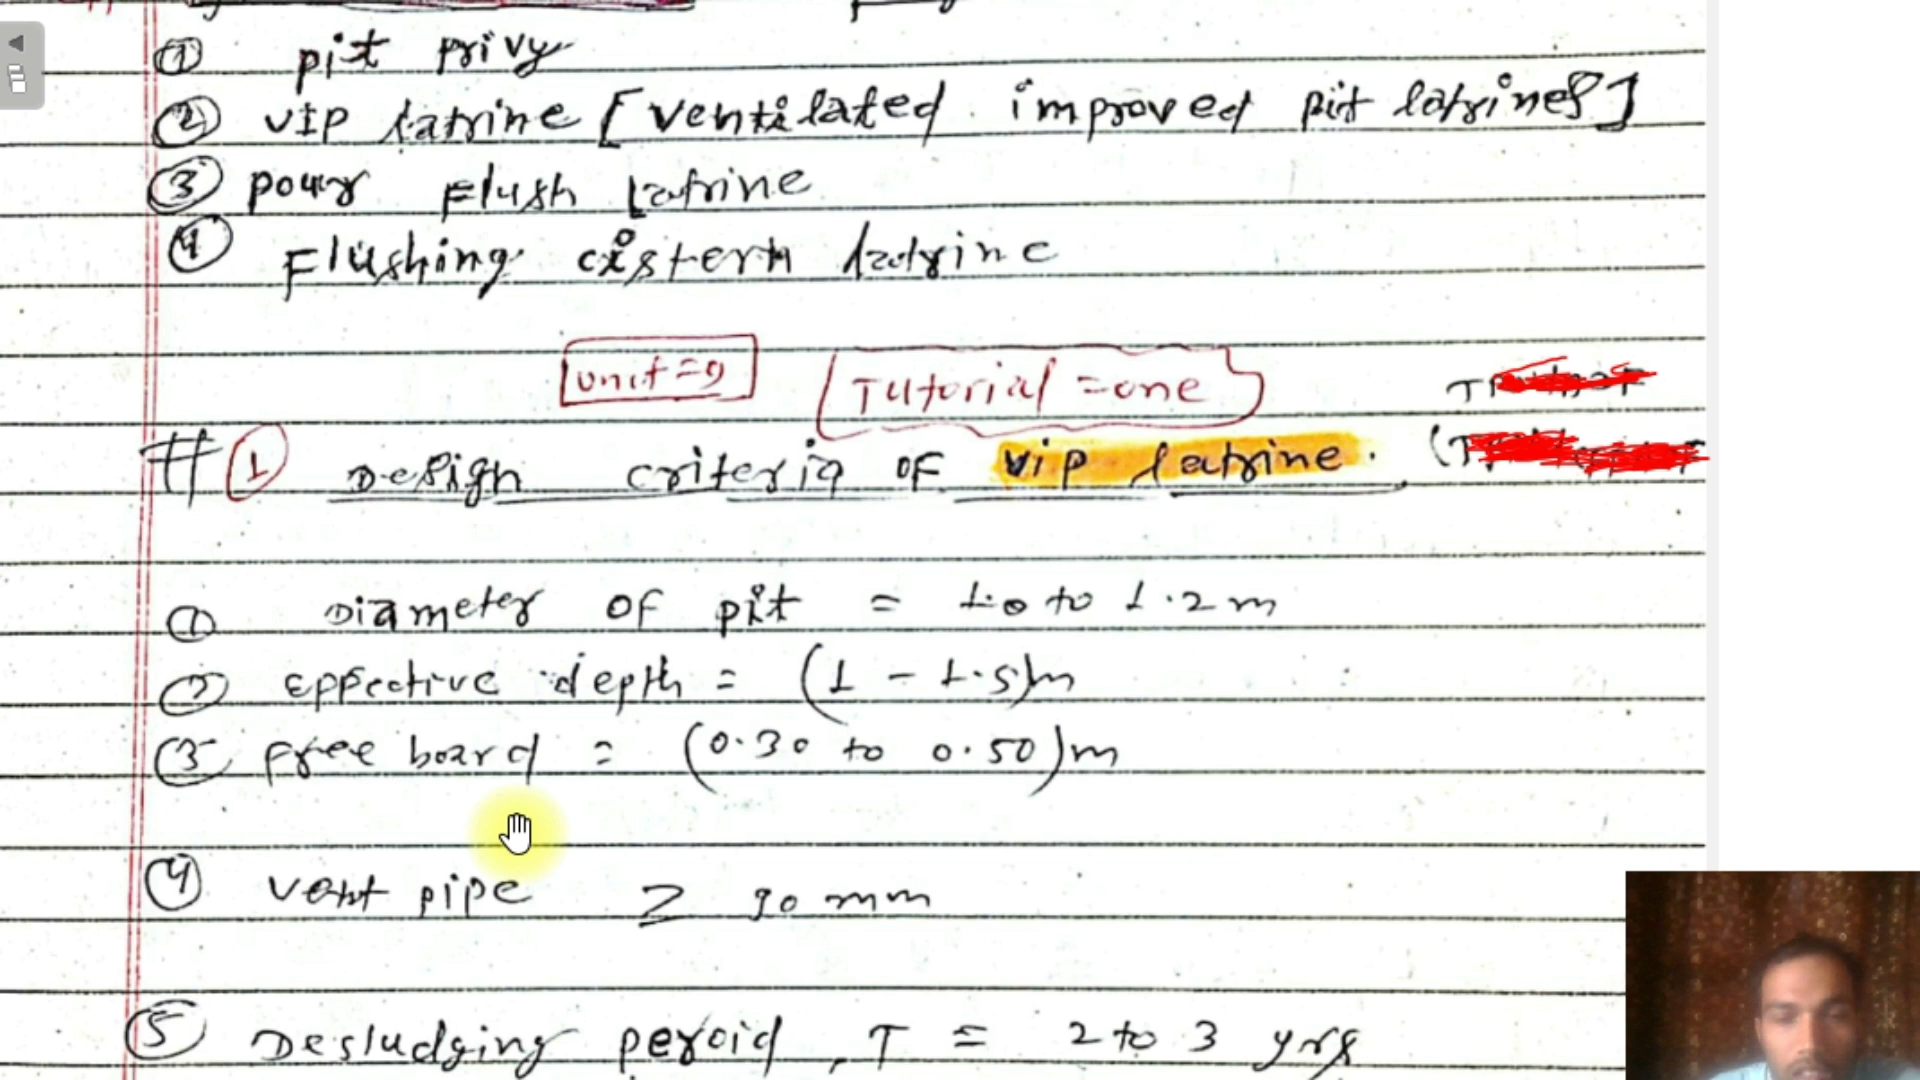 ① pit privy
② VIP latrine [Ventilated improved pit latrines]
③ pour Flush Latrine
④ Flushing cistern latrine
Unit = 9
Tutorial = one
# ① Design criteria of vip latrine.
① Diameter of pit = 1.0 to 1.2 m
② effective depth = (1 - 1.5)m
③ free board = (0.30 to 0.50)m
④ vent pipe ≥ 90 mm
⑤ Desludging peroid, T = 2 to 3 yrs